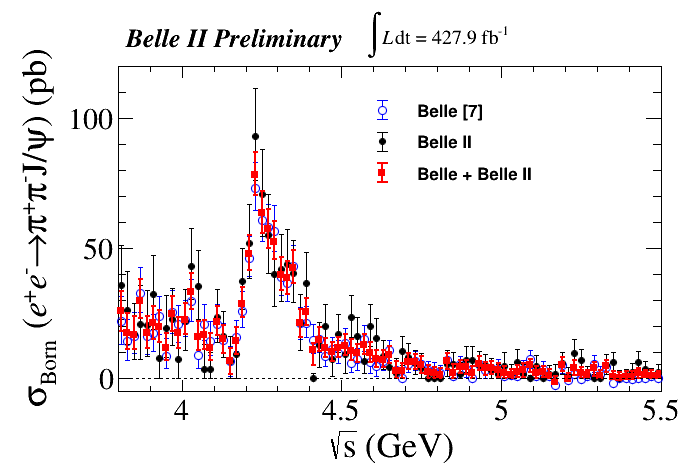 Belle II Preliminary ∫Ldt = 427.9 fb⁻¹
σBorn (e⁺e⁻→π⁺π⁻J/ψ) (pb)
100
50
0
Belle [7]
Belle II
Belle + Belle II
4 4.5 5 5.5
√s (GeV)